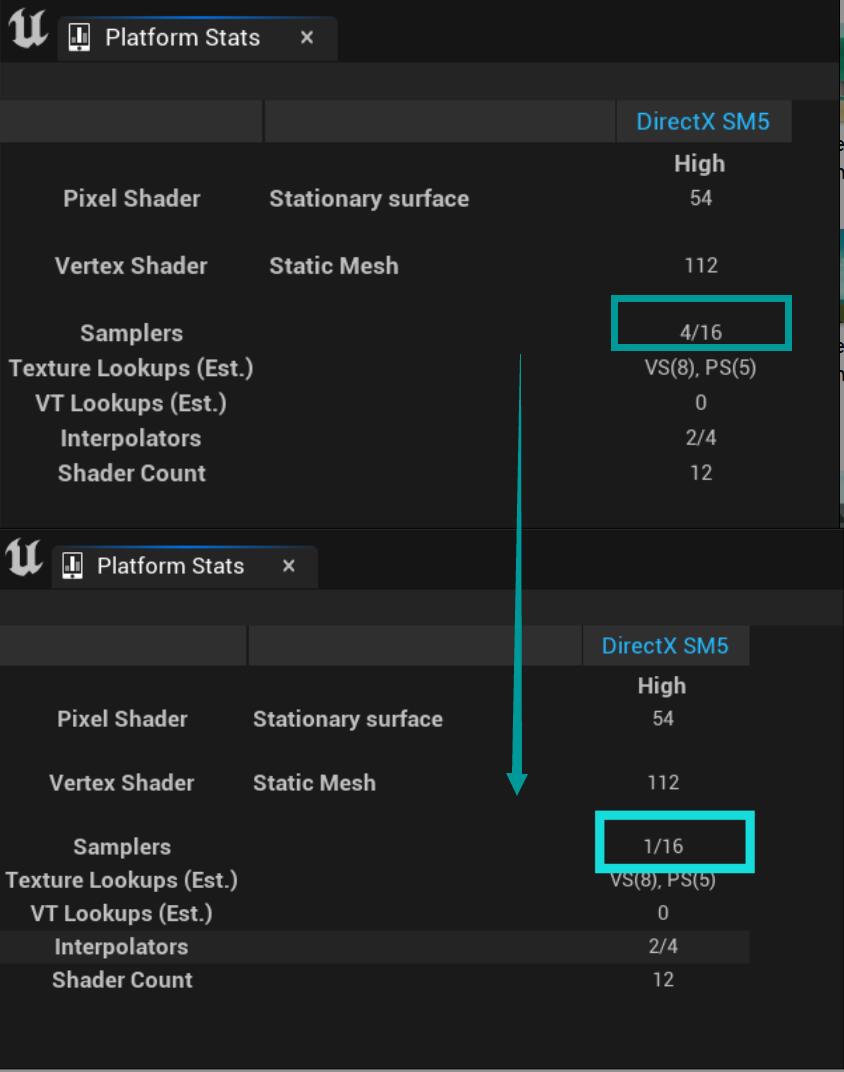 Platform Stats ×
DirectX SM5
High
Pixel Shader Stationary surface 54
Vertex Shader Static Mesh 112
Samplers 4/16
Texture Lookups (Est.) VS(8), PS(5)
VT Lookups (Est.) 0
Interpolators 2/4
Shader Count 12
Platform Stats ×
DirectX SM5
High
Pixel Shader Stationary surface 54
Vertex Shader Static Mesh 112
Samplers 1/16
Texture Lookups (Est.) VS(8), PS(5)
VT Lookups (Est.) 0
Interpolators 2/4
Shader Count 12